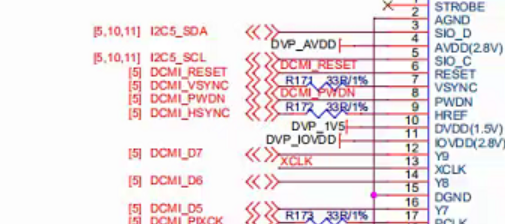 1 STROBE
2 AGND
[5,10,11] I2C5_SDA 3 SIO_D
DVP_AVDD 4 AVDD(2.8V)
[5,10,11] I2C5_SCL 5 SIO_C
[5] DCMI_RESET DCMI_RESET 6 RESET
[5] DCMI_VSYNC R171 33R/1% 7 VSYNC
[5] DCMI_PWDN DCMI_PWDN 8 PWDN
[5] DCMI_HSYNC R172 33R/1% 9 HREF
DVP_1V5 10 DVDD(1.5V)
DVP_IOVDD 11 IOVDD(2.8V)
[5] DCMI_D7 12 Y9
XCLK 13 XCLK
[5] DCMI_D6 14 Y8
15 DGND
[5] DCMI_D5 16 Y7
[5] DCMI_PIXCK R173 33R/1% 17 PCLK